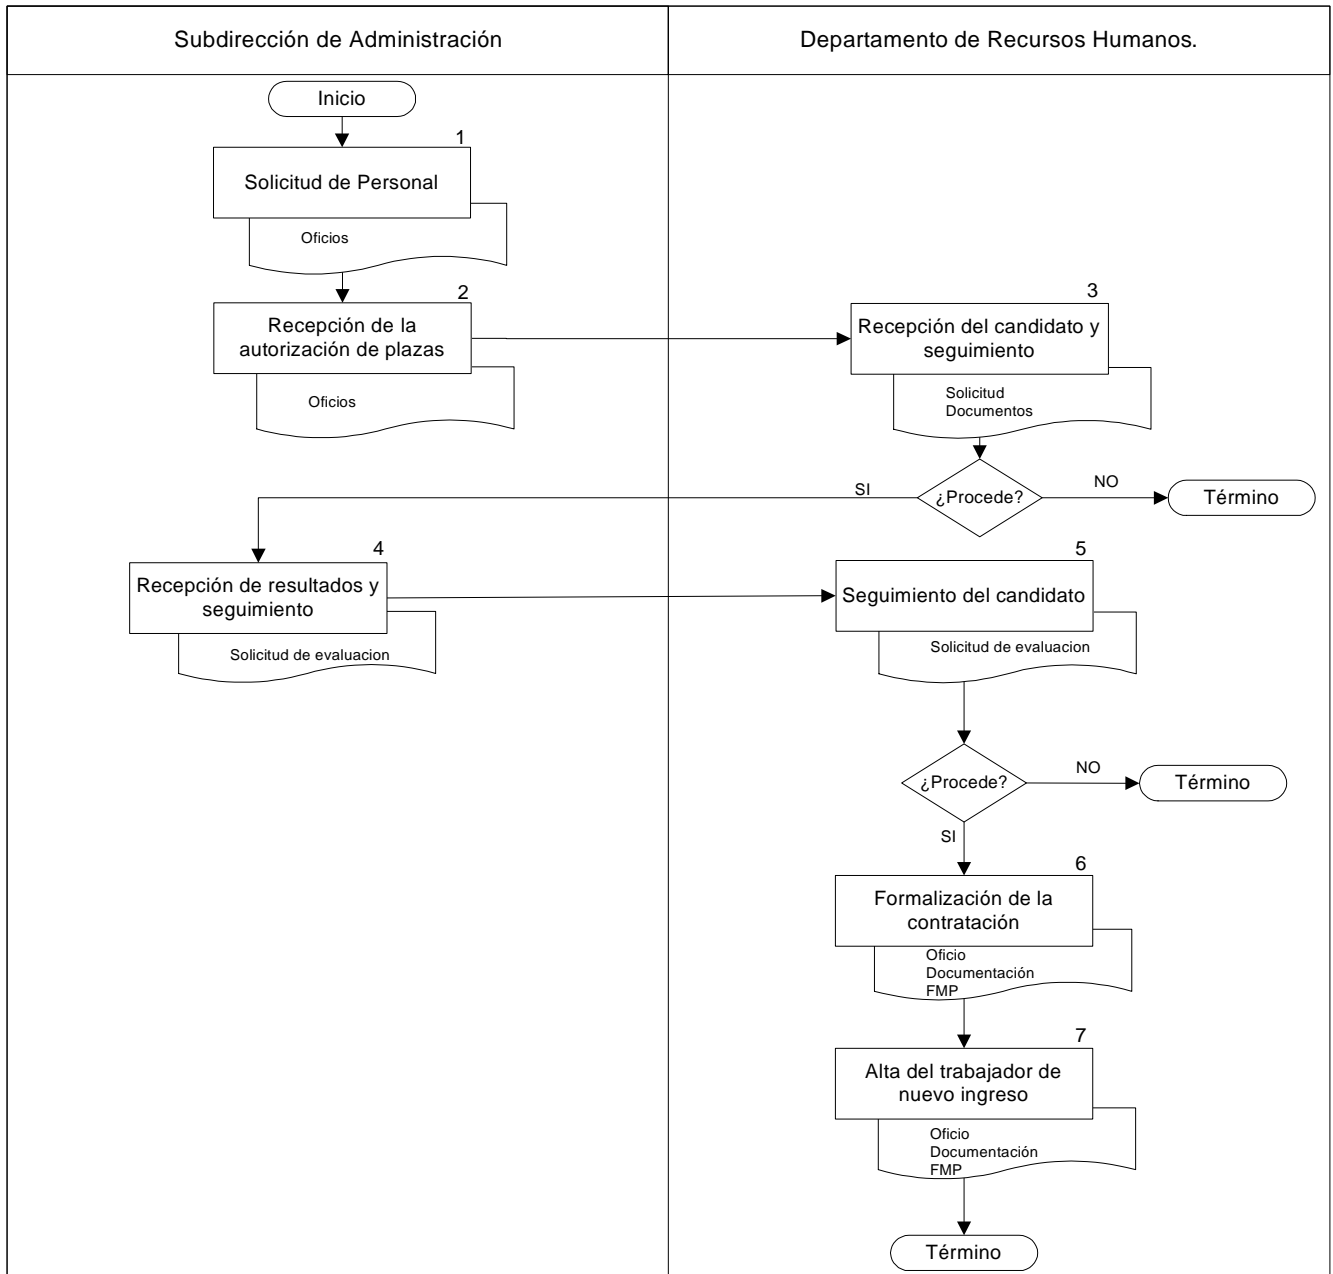 Subdirección de Administración
Departamento de Recursos Humanos.
Inicio
1
Solicitud de Personal
Oficios
2
Recepción de la
autorización de plazas
Oficios
3
Recepción del candidato y
seguimiento
Solicitud
Documentos
¿Procede?
SI
NO
Término
4
Recepción de resultados y
seguimiento
Solicitud de evaluacion
5
Seguimiento del candidato
Solicitud de evaluacion
¿Procede?
NO
Término
SI
6
Formalización de la
contratación
Oficio
Documentación
FMP
7
Alta del trabajador de
nuevo ingreso
Oficio
Documentación
FMP
Término